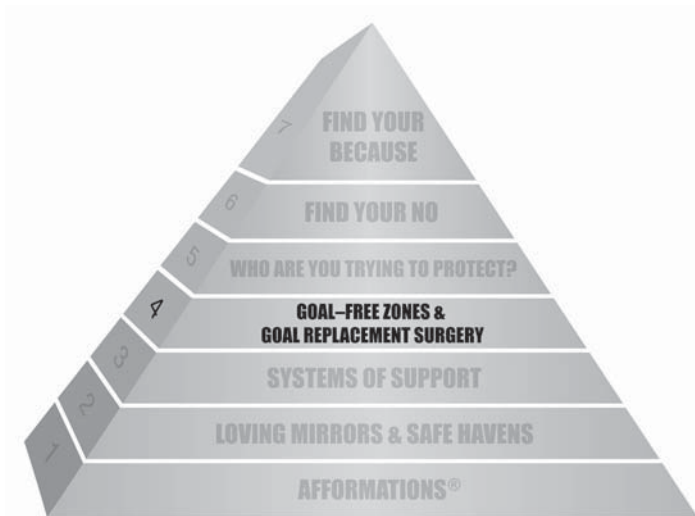 7
FIND YOUR
BECAUSE
6
FIND YOUR NO
5
WHO ARE YOU TRYING TO PROTECT?
4
GOAL–FREE ZONES &
GOAL REPLACEMENT SURGERY
3
SYSTEMS OF SUPPORT
2
LOVING MIRRORS & SAFE HAVENS
1
AFFORMATIONS®